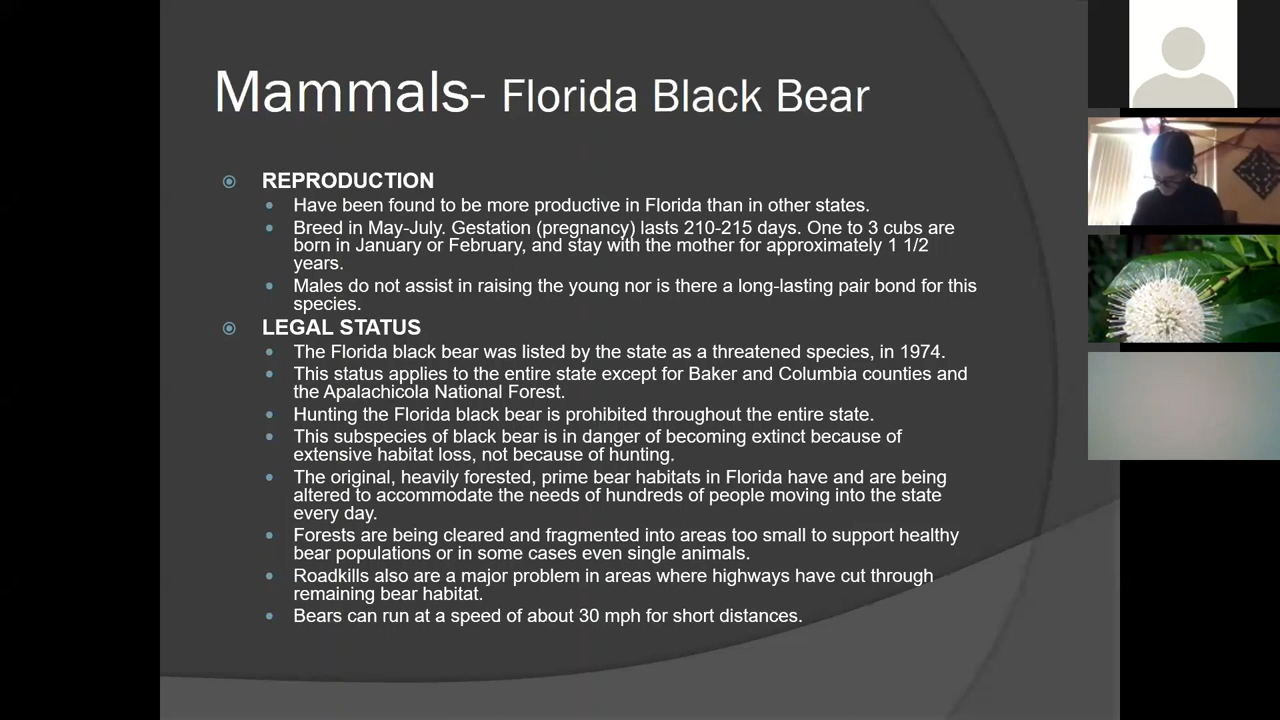 Mammals- Florida Black Bear
REPRODUCTION
Have been found to be more productive in Florida than in other states.
Breed in May-July. Gestation (pregnancy) lasts 210-215 days. One to 3 cubs are
born in January or February, and stay with the mother for approximately 1 1/2
years.
Males do not assist in raising the young nor is there a long-lasting pair bond for this
species.
LEGAL STATUS
The Florida black bear was listed by the state as a threatened species, in 1974.
This status applies to the entire state except for Baker and Columbia counties and
the Apalachicola National Forest.
Hunting the Florida black bear is prohibited throughout the entire state.
This subspecies of black bear is in danger of becoming extinct because of
extensive habitat loss, not because of hunting.
The original, heavily forested, prime bear habitats in Florida have and are being
altered to accommodate the needs of hundreds of people moving into the state
every day.
Forests are being cleared and fragmented into areas too small to support healthy
bear populations or in some cases even single animals.
Roadkills also are a major problem in areas where highways have cut through
remaining bear habitat.
Bears can run at a speed of about 30 mph for short distances.